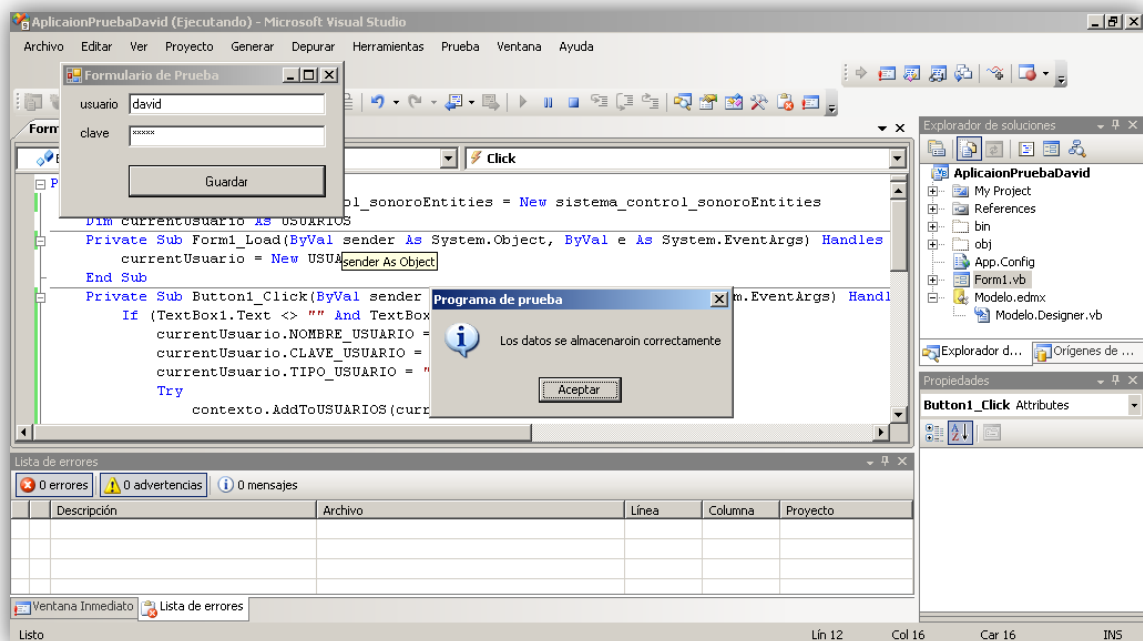 AplicaionPruebaDavid (Ejecutando) - Microsoft Visual Studio
Archivo Editar Ver Proyecto Generar Depurar Herramientas Prueba Ventana Ayuda
Formulario de Prueba
usuario david
clave xxxxx
Guardar
Form
Click
ol_sonoroEntities = New sistema_control_sonoroEntities
Dim currentUsuario As USUARIOS
Private Sub Form1_Load(ByVal sender As System.Object, ByVal e As System.EventArgs) Handles
currentUsuario = New USUA
sender As Object
End Sub
Private Sub Button1_Click(ByVal sender m.EventArgs) Handl
If (TextBox1.Text <> "" And TextBox
currentUsuario.NOMBRE_USUARIO =
currentUsuario.CLAVE_USUARIO =
currentUsuario.TIPO_USUARIO = "
Try
contexto.AddToUSUARIOS(curr
Programa de prueba
Los datos se almacenaroin correctamente
Aceptar
Explorador de soluciones
AplicaionPruebaDavid
My Project
References
bin
obj
App.Config
Form1.vb
Modelo.edmx
Modelo.Designer.vb
Explorador d... Orígenes de ...
Propiedades
Button1_Click Attributes
Lista de errores
0 errores 0 advertencias 0 mensajes
Descripción Archivo Línea Columna Proyecto
Ventana Inmediato Lista de errores
Listo Lín 12 Col 16 Car 16 INS